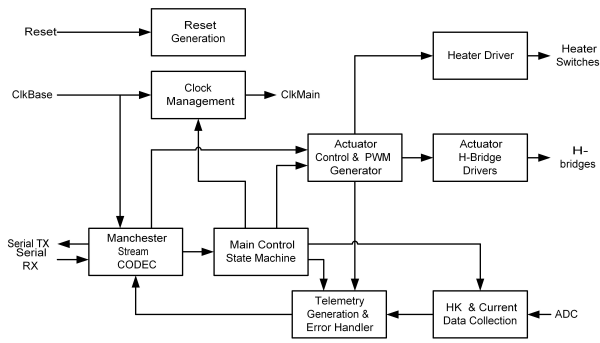 Reset
Reset
Generation
Heater Driver
Heater
Switches
ClkBase
Clock
Management
ClkMain
Actuator
Control & PWM
Generator
Actuator
H-Bridge
Drivers
H-
bridges
Serial TX
Serial
RX
Manchester
Stream
CODEC
Main Control
State Machine
Telemetry
Generation &
Error Handler
HK & Current
Data Collection
ADC